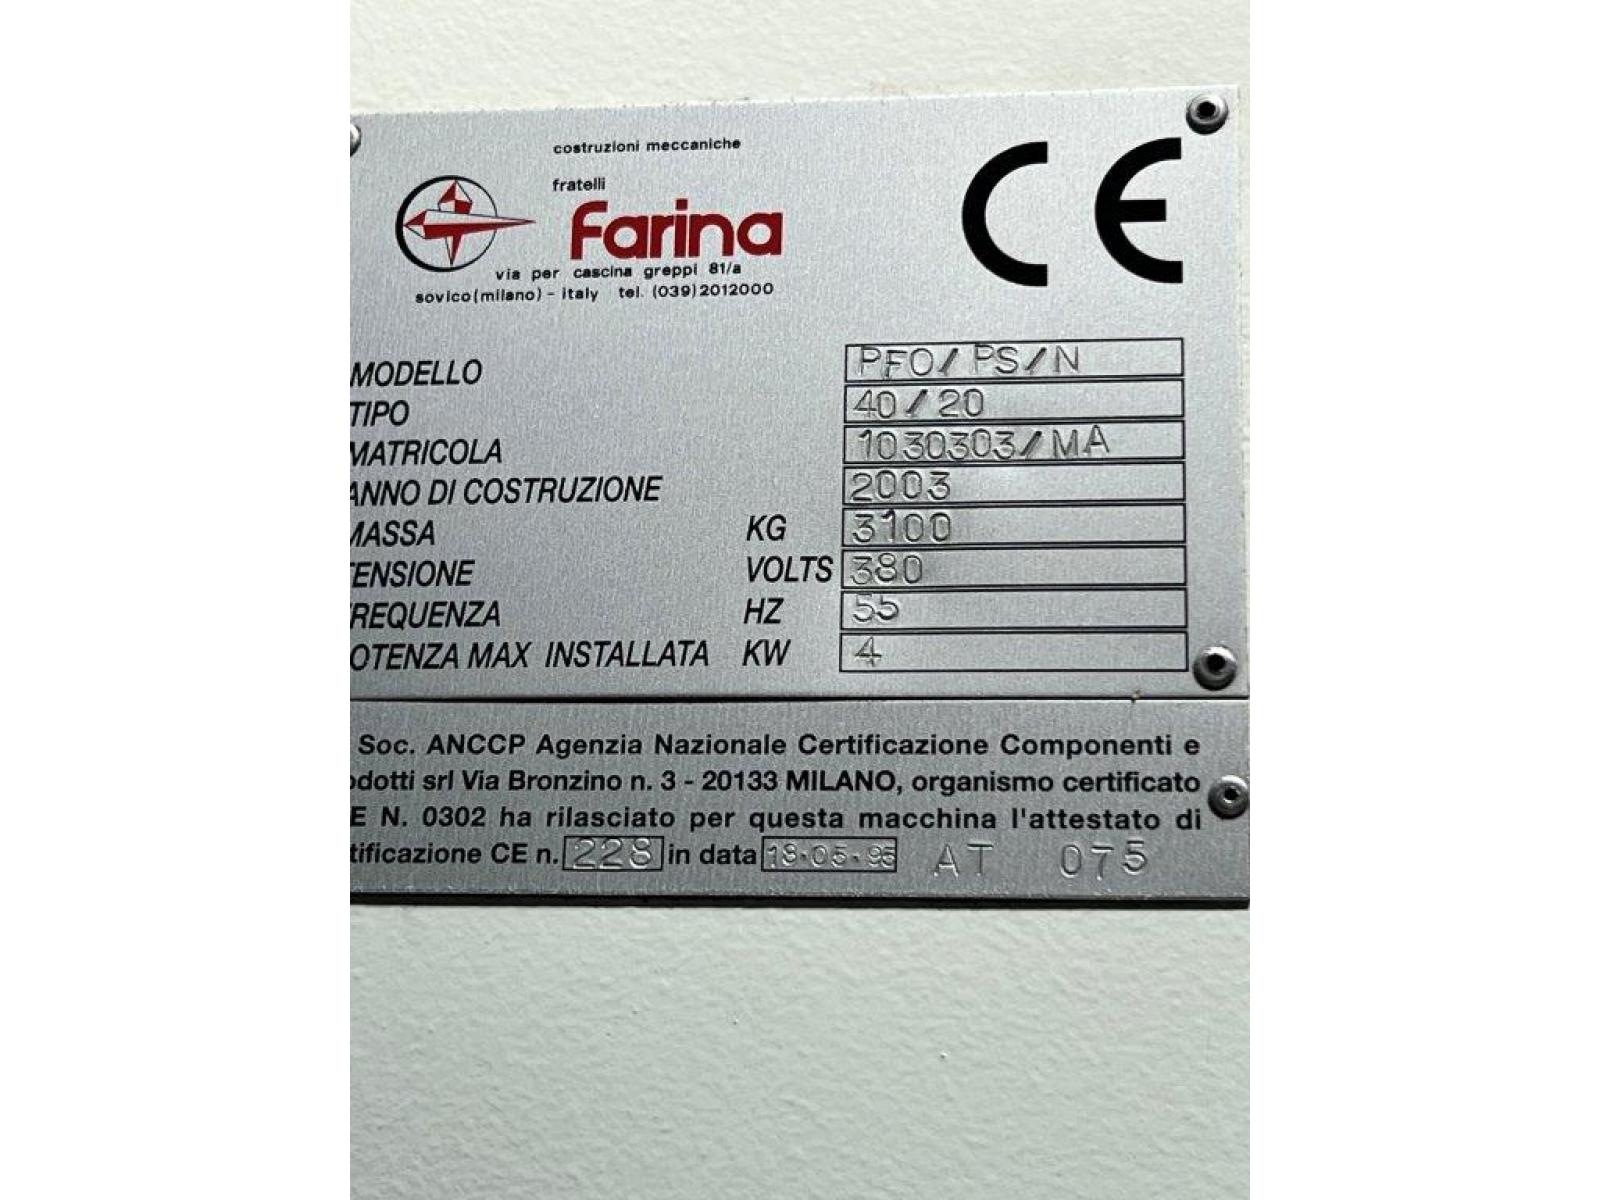 costruzioni meccaniche
fratelli
Farina
via per cascina greppi 81/a
sovico (milano) - italy tel. (039) 2012000
CE
MODELLO PFO/PS/N
TIPO 40/20
MATRICOLA 1030303/MA
ANNO DI COSTRUZIONE 2003
MASSA KG 3100
TENSIONE VOLTS 380
REQUENZA HZ 55
OTENZA MAX INSTALLATA KW 4
Soc. ANCCP Agenzia Nazionale Certificazione Componenti e
odotti srl Via Bronzino n. 3 - 20133 MILANO, organismo certificato
E N. 0302 ha rilasciato per questa macchina l'attestato di
tificazione CE n. 228 in data 18.05.95 AT 075